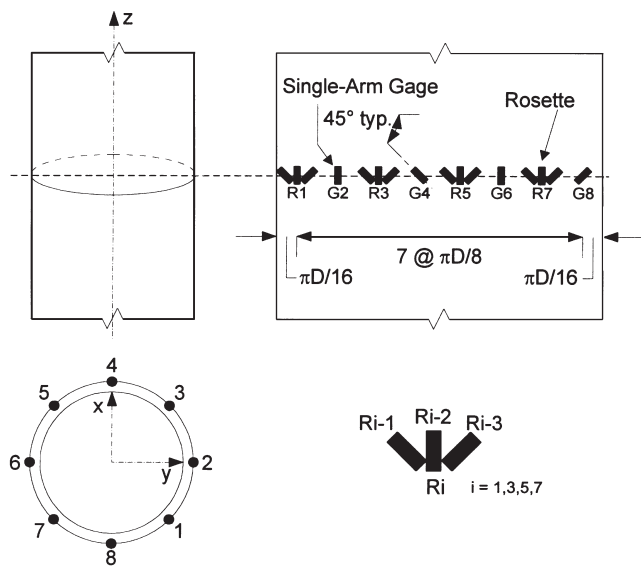 z
Single-Arm Gage
45° typ.
Rosette
R1 G2 R3 G4 R5 G6 R7 G8
7 @ πD/8
πD/16 πD/16
4
5 3
x
6 2
y
7 1
8
Ri-1 Ri-2 Ri-3
Ri i = 1,3,5,7